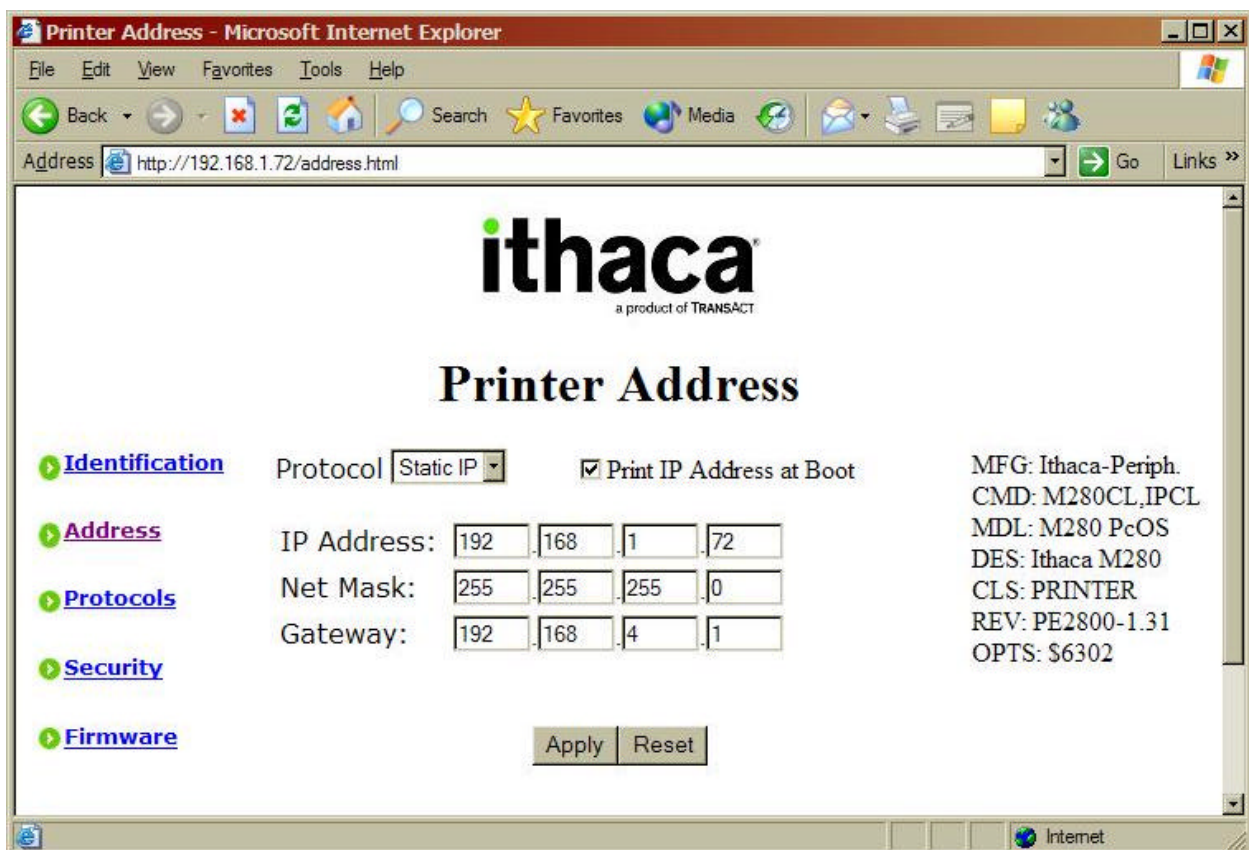 Printer Address - Microsoft Internet Explorer
File Edit View Favorites Tools Help
Back Search Favorites Media
Address http://192.168.1.72/address.html Go Links »
ithaca®
a product of TRANSACT
Printer Address
Identification
Address
Protocols
Security
Firmware
Protocol Static IP Print IP Address at Boot
IP Address: 192 .168 .1 .72
Net Mask: 255 .255 .255 .0
Gateway: 192 .168 .4 .1
Apply Reset
MFG: Ithaca-Periph.
CMD: M280CL,IPCL
MDL: M280 PcOS
DES: Ithaca M280
CLS: PRINTER
REV: PE2800-1.31
OPTS: $6302
Internet